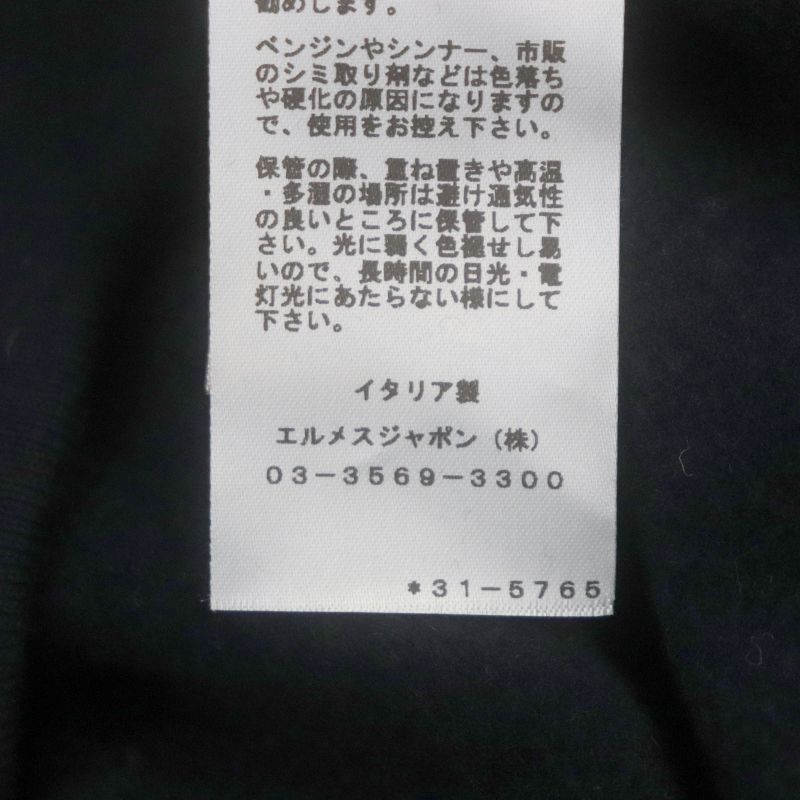 勧めします。
ベンジンやシンナー、市販
のシミ取り剤などは色落ち
や硬化の原因になりますの
で、使用をお控え下さい。
保管の際、重ね置きや高温
・多湿の場所は避け通気性
の良いところに保管して下
さい。光に弱く色褪せし易
いので、長時間の日光・電
灯光にあたらない様にして
下さい。
イタリア製
エルメスジャポン（株）
03-3569-3300
*31-5765